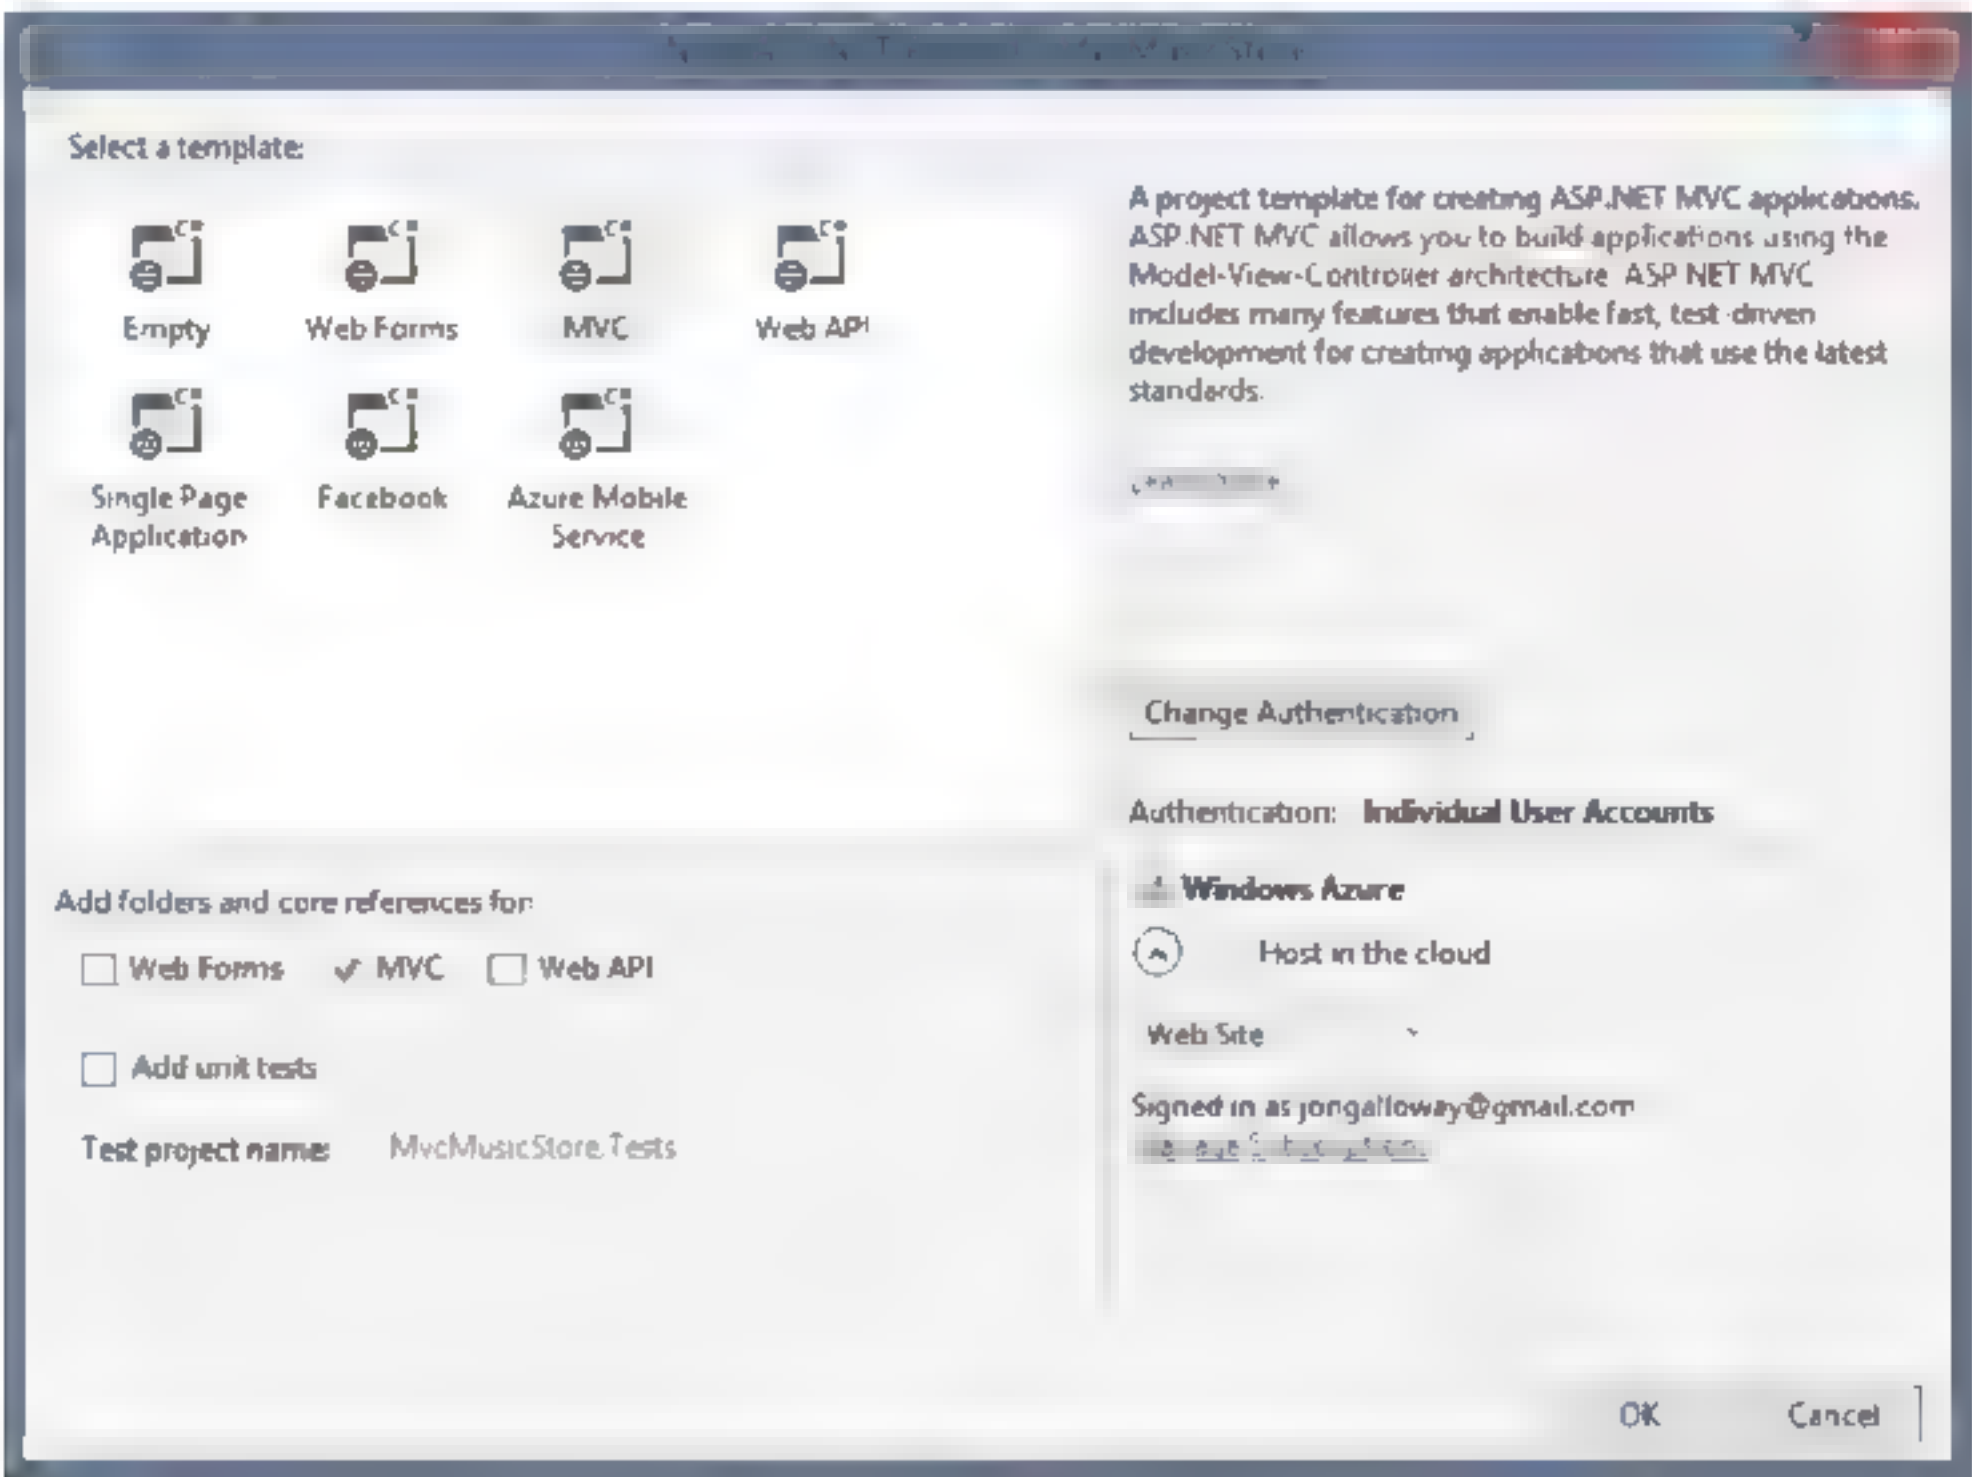 Select a template:
Empty
Web Forms
MVC
Web API
Single Page
Application
Facebook
Azure Mobile
Service
A project template for creating ASP.NET MVC applications.
ASP.NET MVC allows you to build applications using the
Model-View-Controller architecture. ASP.NET MVC
includes many features that enable fast, test-driven
development for creating applications that use the latest
standards.
Change Authentication
Authentication: Individual User Accounts
Windows Azure
Host in the cloud
Web Site
Signed in as jongalloway@gmail.com
Add folders and core references for:
Web Forms MVC Web API
Add unit tests
Test project name: MvcMusicStore.Tests
OK Cancel